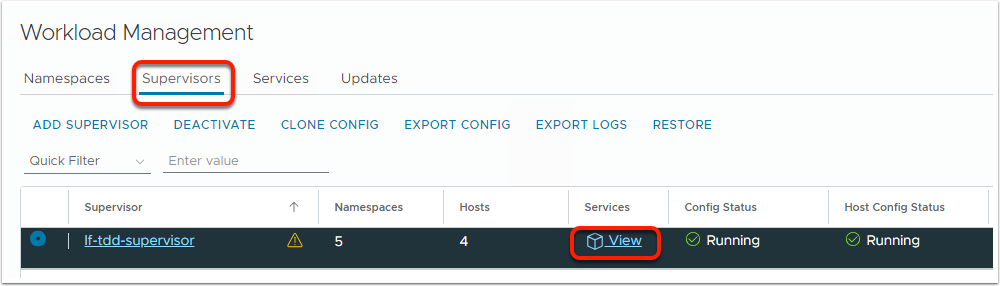 Workload Management
Namespaces Supervisors Services Updates
ADD SUPERVISOR DEACTIVATE CLONE CONFIG EXPORT CONFIG EXPORT LOGS RESTORE
Quick Filter Enter value
Supervisor Namespaces Hosts Services Config Status Host Config Status
lf-tdd-supervisor 5 4 View Running Running